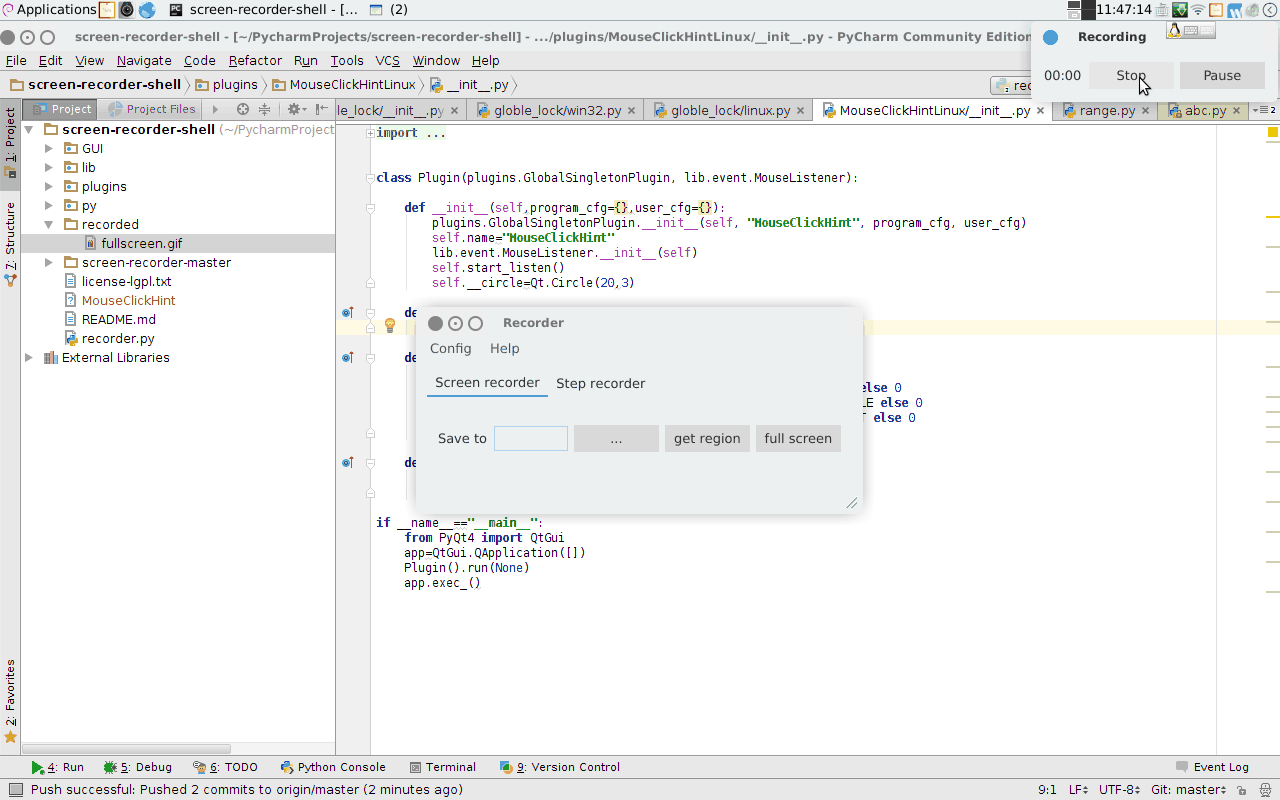 Applications screen-recorder-shell - [... (2) 11:47:14
screen-recorder-shell - [~/PycharmProjects/screen-recorder-shell] - .../plugins/MouseClickHintLinux/__init__.py - PyCharm Community Edition
Recording
00:00 Stop Pause
File Edit View Navigate Code Refactor Run Tools VCS Window Help
screen-recorder-shell plugins MouseClickHintLinux __init__.py rec
Project Project Files le_lock/__init__.py globle_lock/win32.py globle_lock/linux.py MouseClickHintLinux/__init__.py range.py abc.py 2
1: Project
7: Structure
2: Favorites
screen-recorder-shell (~/PycharmProject
GUI
lib
plugins
py
recorded
fullscreen.gif
screen-recorder-master
license-lgpl.txt
MouseClickHint
README.md
recorder.py
External Libraries
import ...
class Plugin(plugins.GlobalSingletonPlugin, lib.event.MouseListener):
def __init__(self,program_cfg={},user_cfg={}):
plugins.GlobalSingletonPlugin.__init__(self, "MouseClickHint", program_cfg, user_cfg)
self.name="MouseClickHint"
lib.event.MouseListener.__init__(self)
self.start_listen()
self.__circle=Qt.Circle(20,3)
de
de
else 0
LE else 0
T else 0
de
Recorder
Config Help
Screen recorder Step recorder
Save to ... get region full screen
if __name__=="__main__":
from PyQt4 import QtGui
app=QtGui.QApplication([])
Plugin().run(None)
app.exec_()
4: Run 5: Debug 6: TODO Python Console Terminal 9: Version Control Event Log
Push successful: Pushed 2 commits to origin/master (2 minutes ago) 9:1 LF UTF-8 Git: master